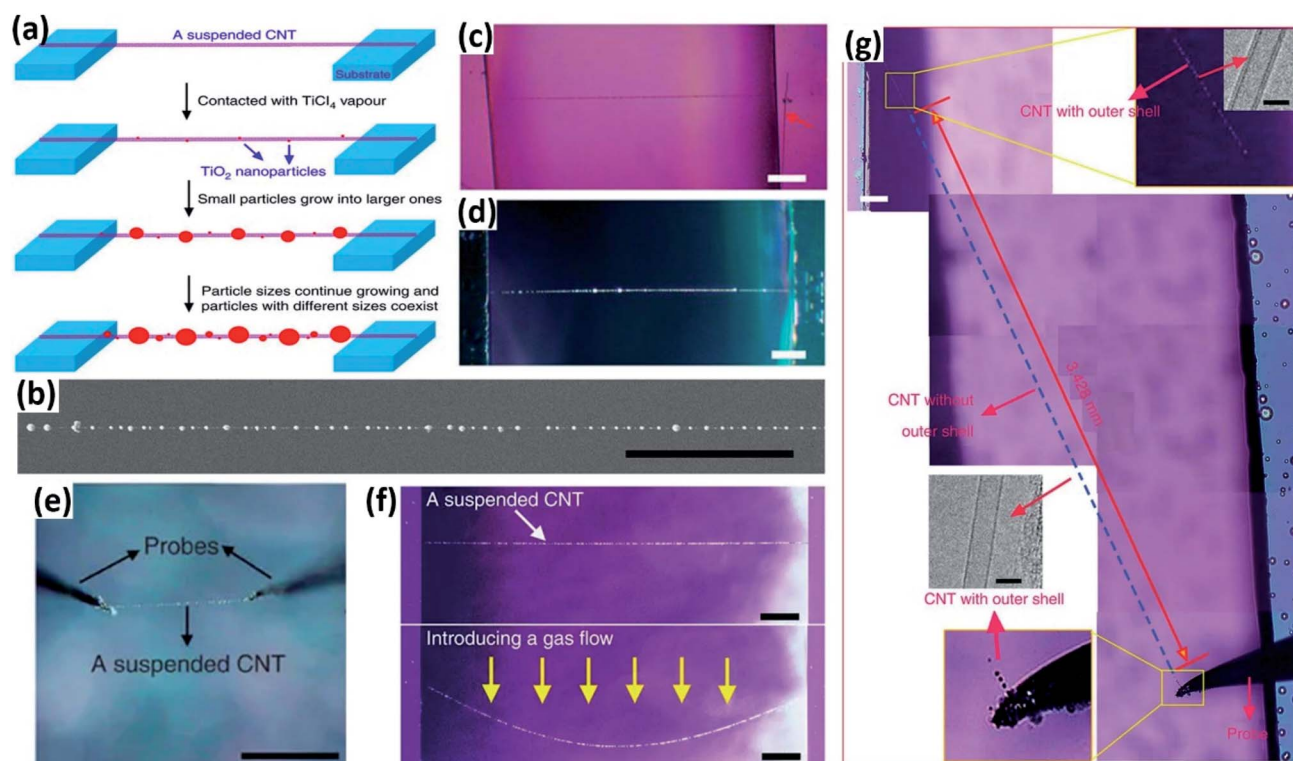 (a)
A suspended CNT
Substrate
Contacted with TiCl4 vapour
TiO2 nanoparticles
Small particles grow into larger ones
Particle sizes continue growing and
particles with different sizes coexist
(b)
(c)
(d)
(e)
Probes
A suspended CNT
(f)
A suspended CNT
Introducing a gas flow
(g)
CNT with outer shell
3.428 mm
CNT without
outer shell
CNT with outer shell
Probe